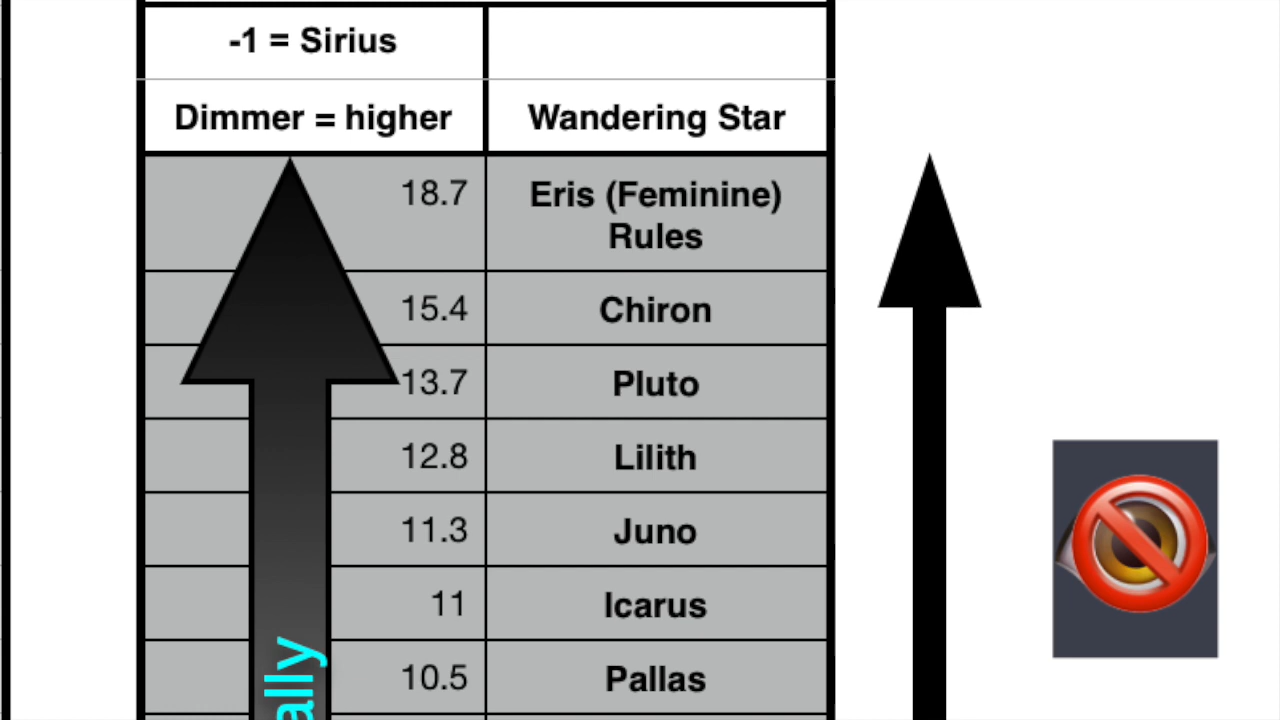 -1 = Sirius
Dimmer = higher
Wandering Star
18.7
Eris (Feminine)
Rules
15.4
Chiron
13.7
Pluto
12.8
Lilith
11.3
Juno
11
Icarus
10.5
Pallas
ally